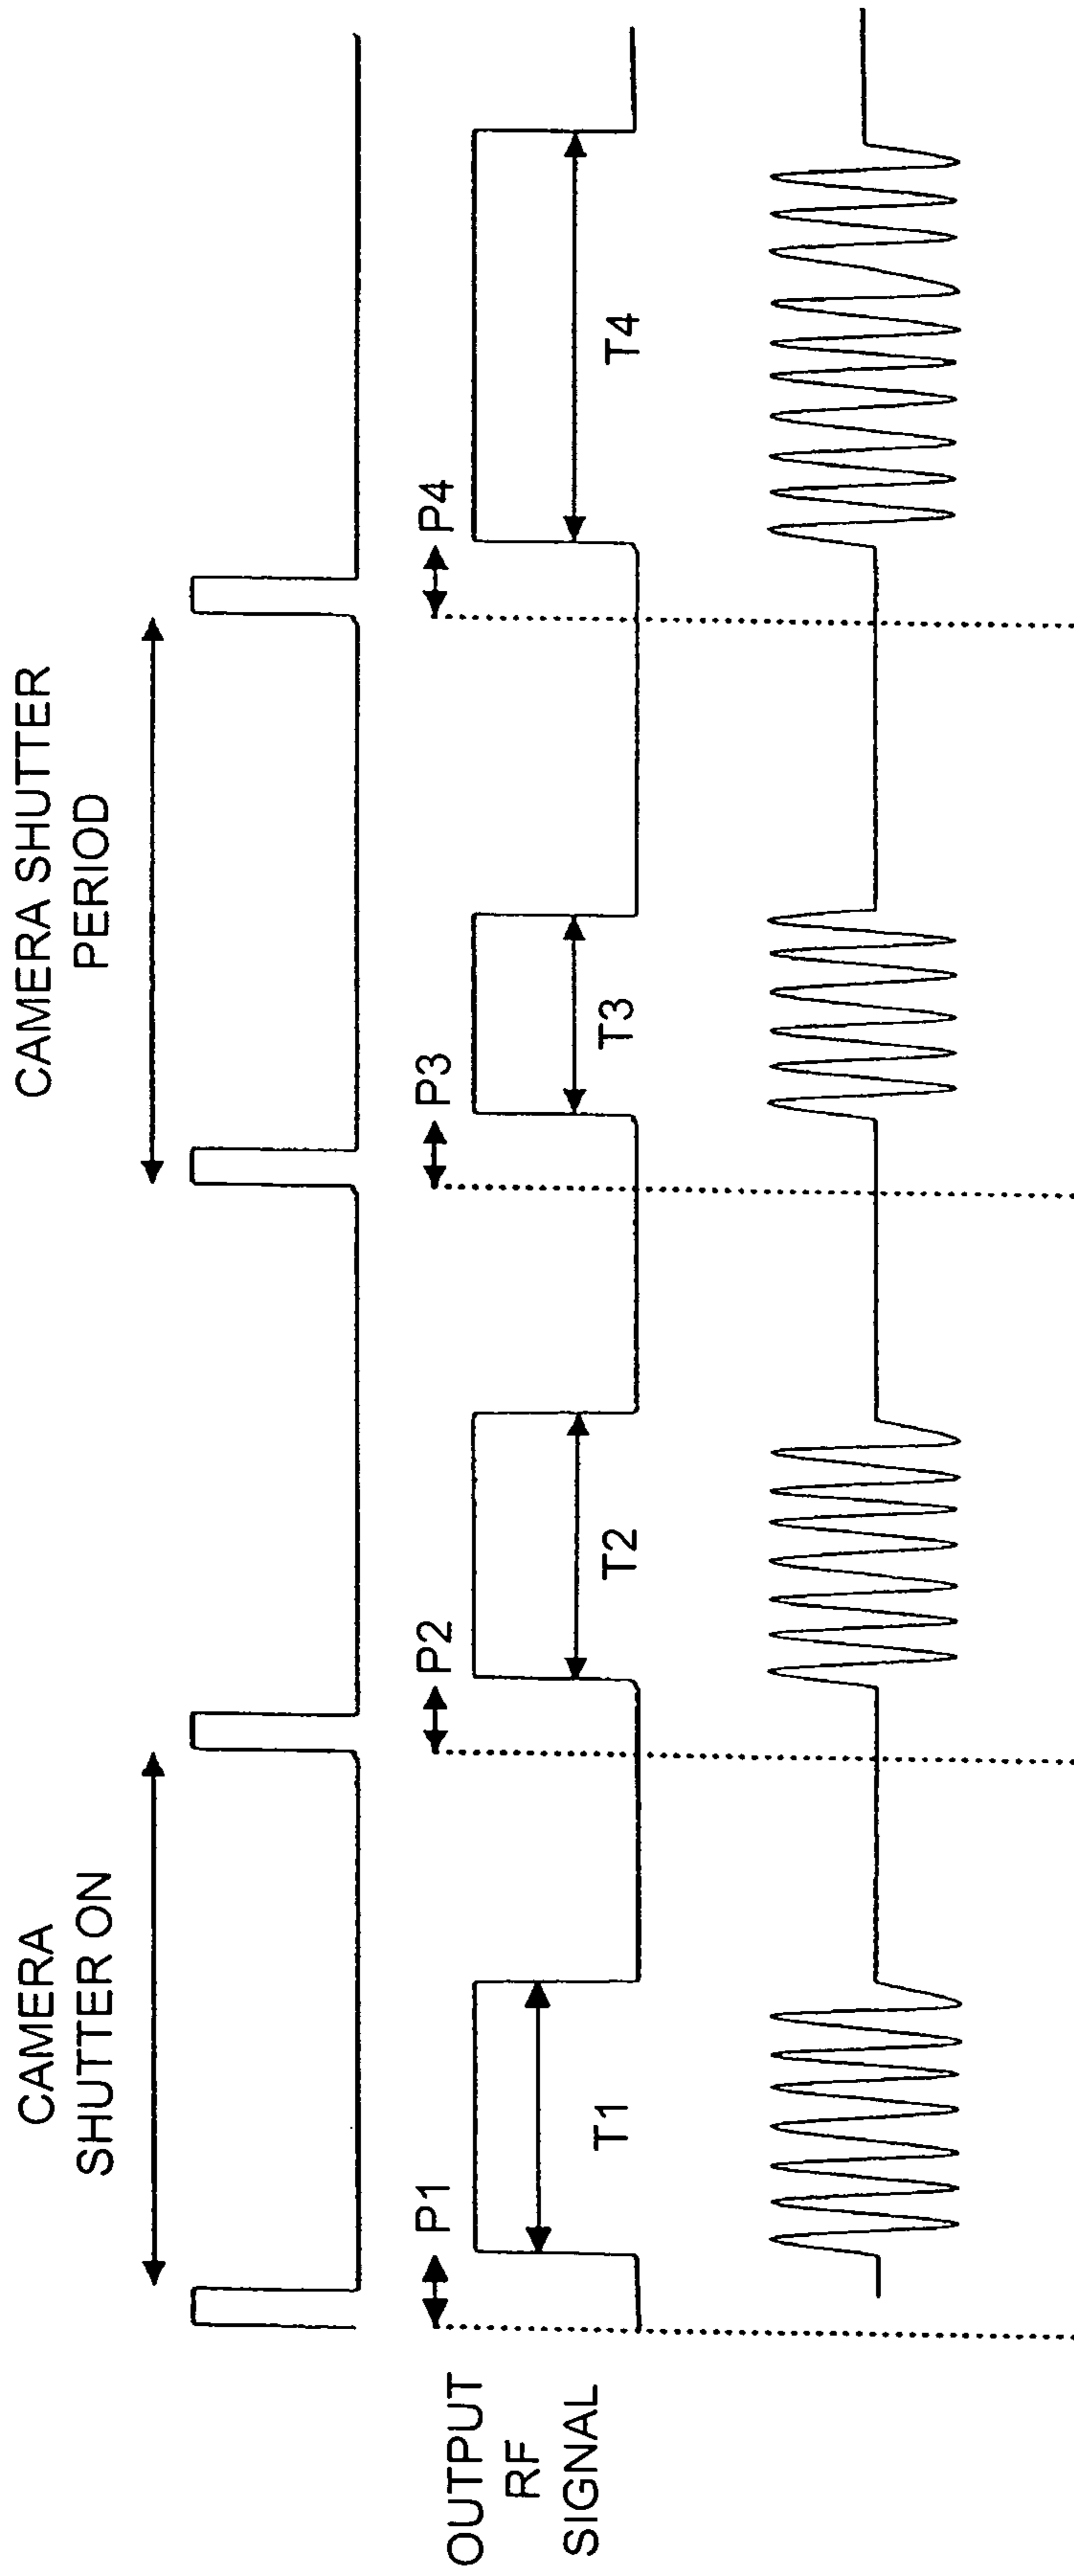 CAMERA
SHUTTER ON
CAMERA SHUTTER
PERIOD
P1
P2
P3
P4
OUTPUT
RF
SIGNAL
T1
T2
T3
T4